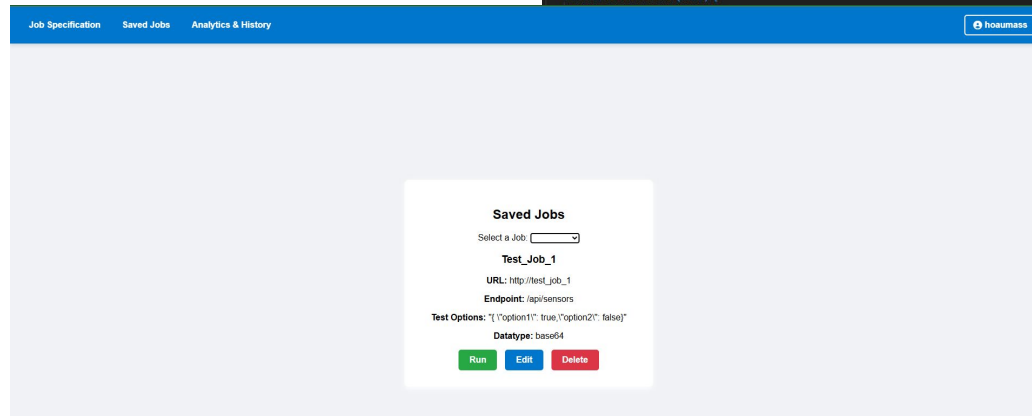 Job Specification Saved Jobs Analytics & History hoaumass
Saved Jobs
Select a Job:
Test_Job_1
URL: http://test_job_1
Endpoint: /api/sensors
Test Options: "{ \"option1\": true,\"option2\": false}"
Datatype: base64
Run Edit Delete